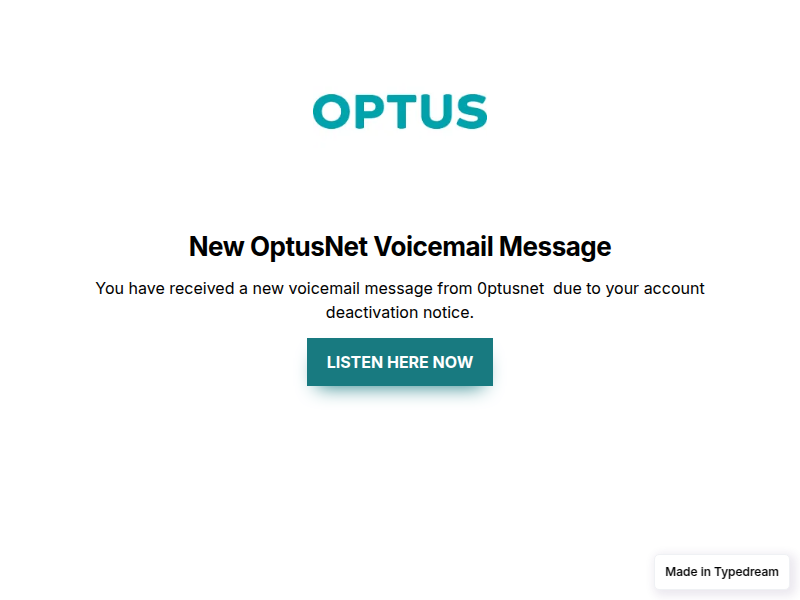 OPTUS
New OptusNet Voicemail Message
You have received a new voicemail message from 0ptusnet  due to your account
deactivation notice.
LISTEN HERE NOW
Made in Typedream